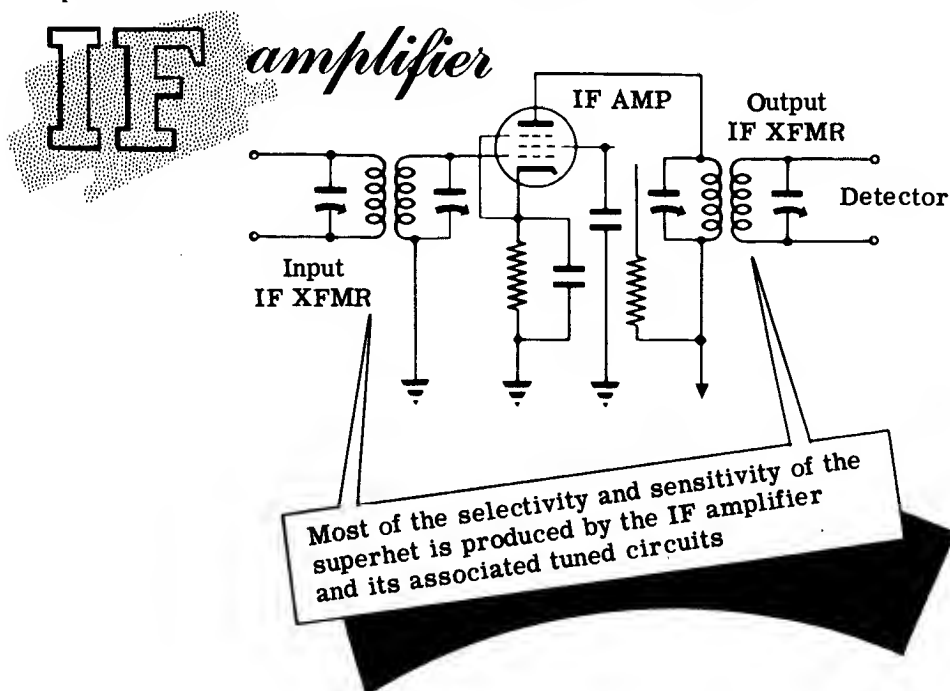 IF amplifier
IF AMP
Output
IF XFMR
Detector
Input
IF XFMR
Most of the selectivity and sensitivity of the
superhet is produced by the IF amplifier
and its associated tuned circuits